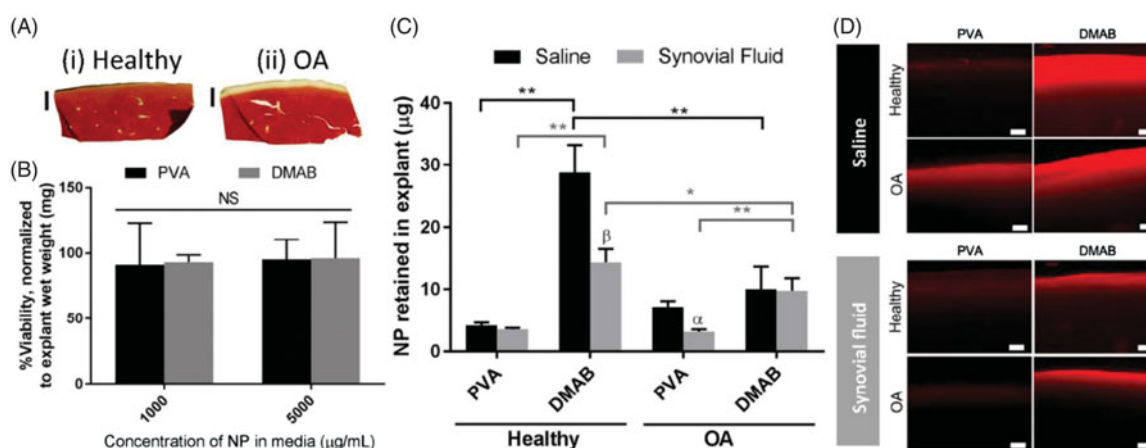 (A)
(i) Healthy
(ii) OA
(B)
PVA
DMAB
NS
%Viability, normalized
to explant wet weight (mg)
150
100
50
0
1000
5000
Concentration of NP in media (µg/mL)
(C)
Saline
Synovial Fluid
NP retained in explant (µg)
40
30
20
10
0
**
**
**
*
**
β
α
PVA
DMAB
PVA
DMAB
Healthy
OA
(D)
PVA
DMAB
Saline
Healthy
OA
PVA
DMAB
Synovial fluid
Healthy
OA